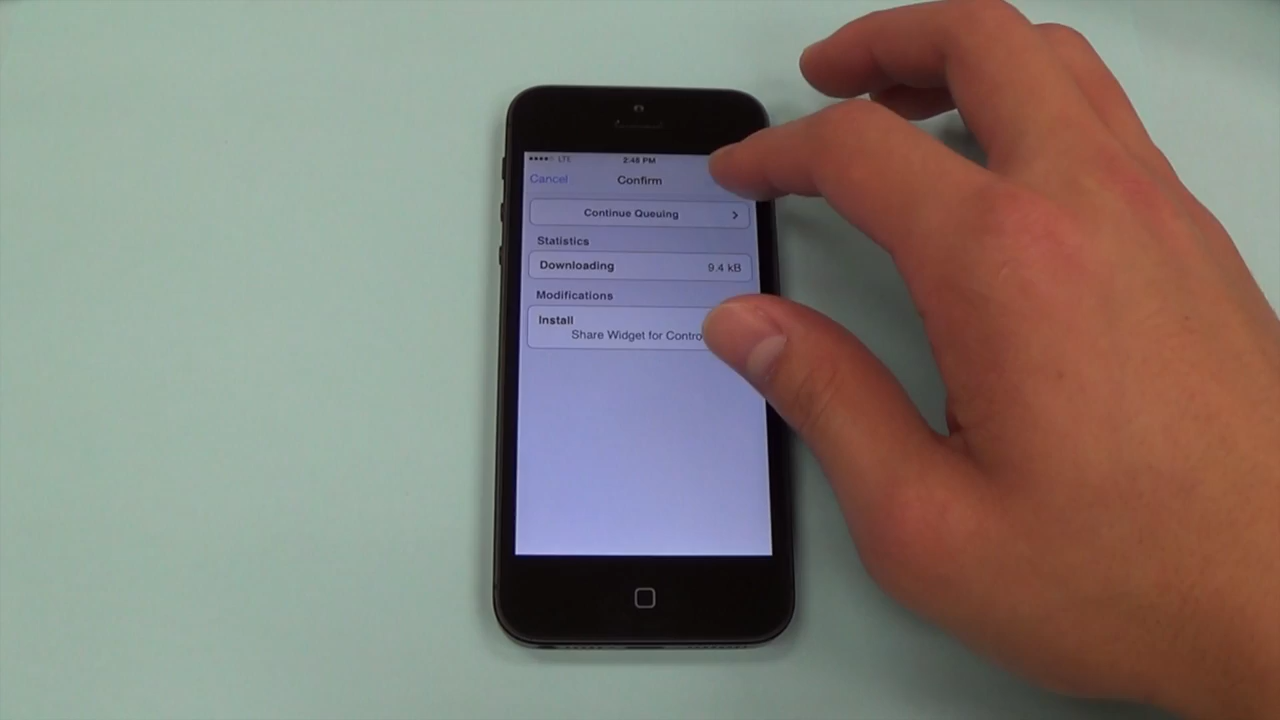 LTE 2:48 PM
Cancel Confirm
Continue Queuing
Statistics
Downloading 9.4 kB
Modifications
Install
Share Widget for Contro